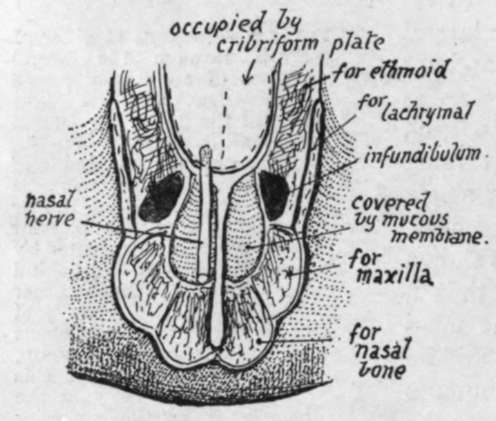 occupied by
cribriform plate
for ethmoid
for lachrymal
infundibulum.
nasal
nerve
covered
by mucous
membrane.
for
maxilla
for
nasal
bone